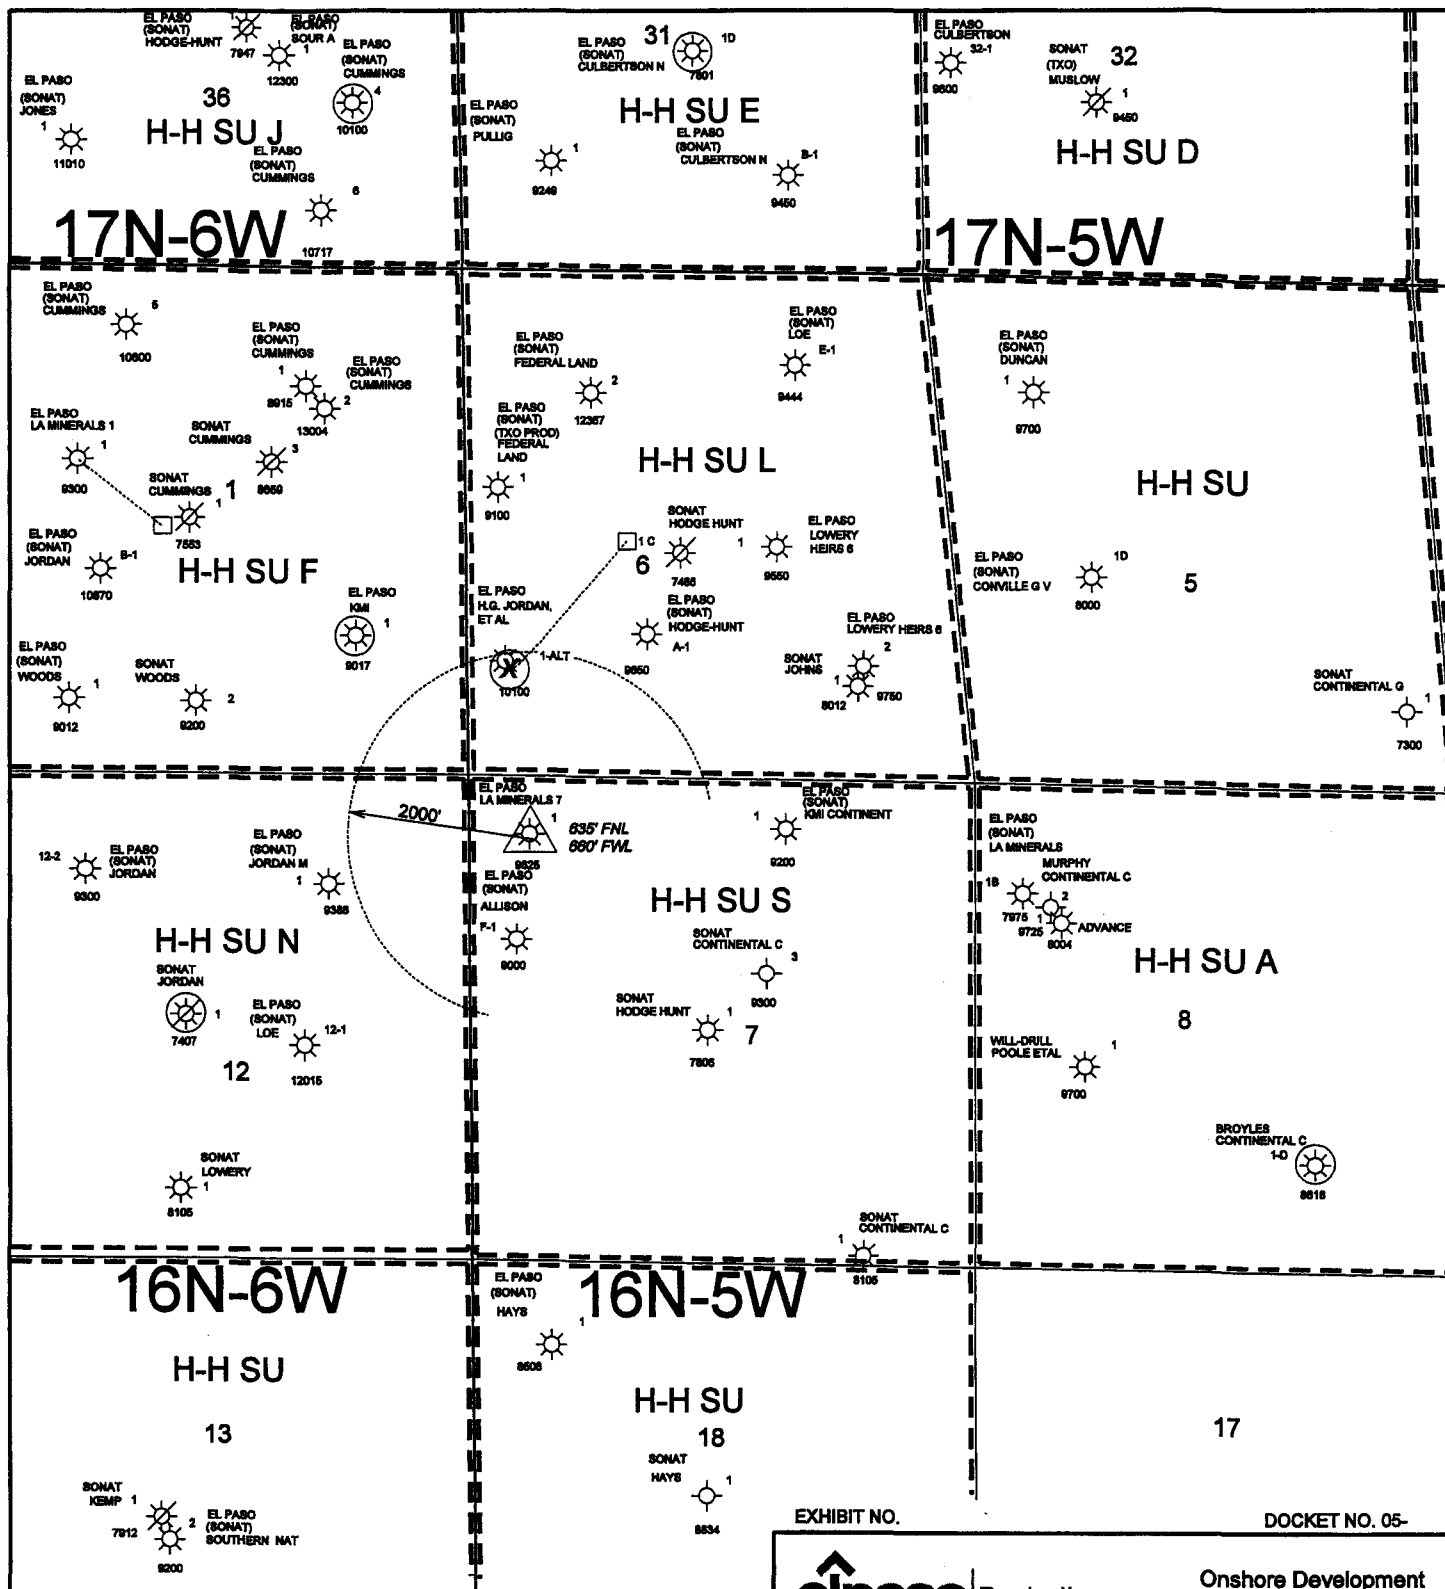 EL PASO
(SONAT)
HODGE-HUNT
1
7947
EL PASO
(SONAT)
SOUR A
1
12300
EL PASO
(SONAT)
CUMMINGS
4
10100
EL PASO
(SONAT)
JONES
1
11010
36
H-H SU J
EL PASO
(SONAT)
CUMMINGS
6
10717
17N-6W
31
EL PASO
(SONAT)
CULBERTSON N
1D
7801
H-H SU E
EL PASO
(SONAT)
PULLIG
1
9249
EL PASO
(SONAT)
CULBERTSON N
B-1
9450
EL PASO
CULBERTSON
32-1
9600
SONAT
(TXO)
MUSLOW
1
9450
32
H-H SU D
17N-5W
EL PASO
(SONAT)
CUMMINGS
5
10800
EL PASO
(SONAT)
CUMMINGS
1
8915
EL PASO
(SONAT)
CUMMINGS
2
13004
EL PASO
LA MINERALS 1
1
9300
SONAT
CUMMINGS
3
8659
SONAT
CUMMINGS
1
7553
1
EL PASO
(SONAT)
JORDAN
B-1
10870
H-H SU F
EL PASO
KMI
1
9017
EL PASO
(SONAT)
WOODS
1
9012
SONAT
WOODS
2
9200
EL PASO
(SONAT)
FEDERAL LAND
2
12367
EL PASO
(SONAT)
LOE
E-1
9444
EL PASO
(SONAT)
(TXO PROD)
FEDERAL
LAND
1
9100
H-H SU L
1 C
6
SONAT
HODGE HUNT
7466
EL PASO
LOWERY
HEIRS 6
1
9550
EL PASO
H.G. JORDAN,
ET AL
1-ALT
X
10100
EL PASO
(SONAT)
HODGE-HUNT
A-1
9650
EL PASO
LOWERY HEIRS 6
2
9750
SONAT
JOHNS
1
8012
EL PASO
(SONAT)
DUNCAN
1
9700
H-H SU
EL PASO
(SONAT)
CONVILLE G V
1D
8000
5
SONAT
CONTINENTAL G
1
7300
EL PASO
LA MINERALS 7
1
9625
635' FNL
660' FWL
2000'
12-2
EL PASO
(SONAT)
JORDAN
9300
EL PASO
(SONAT)
JORDAN M
1
9385
H-H SU N
SONAT
JORDAN
1
7407
EL PASO
(SONAT)
LOE
12-1
12015
12
SONAT
LOWERY
1
8105
EL PASO
(SONAT)
KMI CONTINENT
1
9200
EL PASO
(SONAT)
ALLISON
F-1
9000
H-H SU S
SONAT
CONTINENTAL C
3
9300
SONAT
HODGE HUNT
1
7806
7
SONAT
CONTINENTAL C
1
8105
EL PASO
(SONAT)
LA MINERALS
1B
7975
MURPHY
CONTINENTAL C
2
9725
1
ADVANCE
8004
H-H SU A
8
WILL-DRILL
POOLE ETAL
1
9700
BROYLES
CONTINENTAL C
1-D
8618
16N-6W
H-H SU
13
SONAT
KEMP
1
7912
2
EL PASO
(SONAT)
SOUTHERN NAT
9200
16N-5W
EL PASO
(SONAT)
HAYS
1
8508
H-H SU
18
SONAT
HAYS
1
8834
17
EXHIBIT NO.
DOCKET NO. 05-
Onshore Development